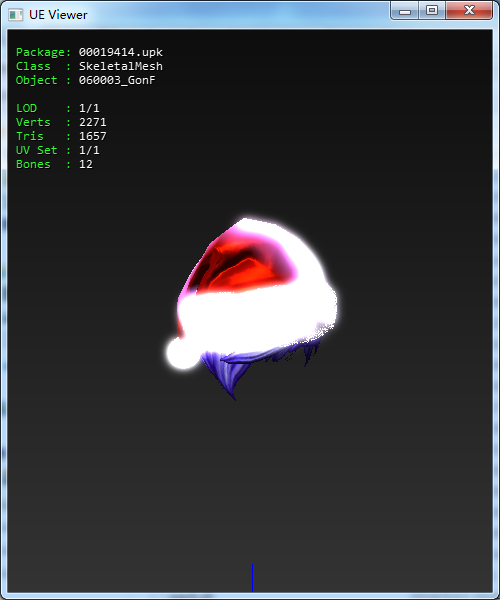 UE Viewer
Package: 00019414.upk
Class  : SkeletalMesh
Object : 060003_GonF
LOD    : 1/1
Verts  : 2271
Tris   : 1657
UV Set : 1/1
Bones  : 12